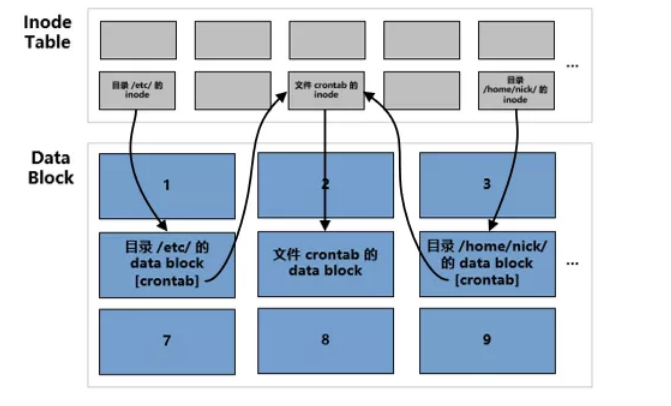 Inode
Table
目录 /etc/ 的
inode
文件 crontab 的
inode
目录
/home/nick/ 的
inode
...
Data
Block
1
2
3
目录 /etc/ 的
data block
[crontab]
文件 crontab 的
data block
目录 /home/nick/
的 data block
[crontab]
...
7
8
9